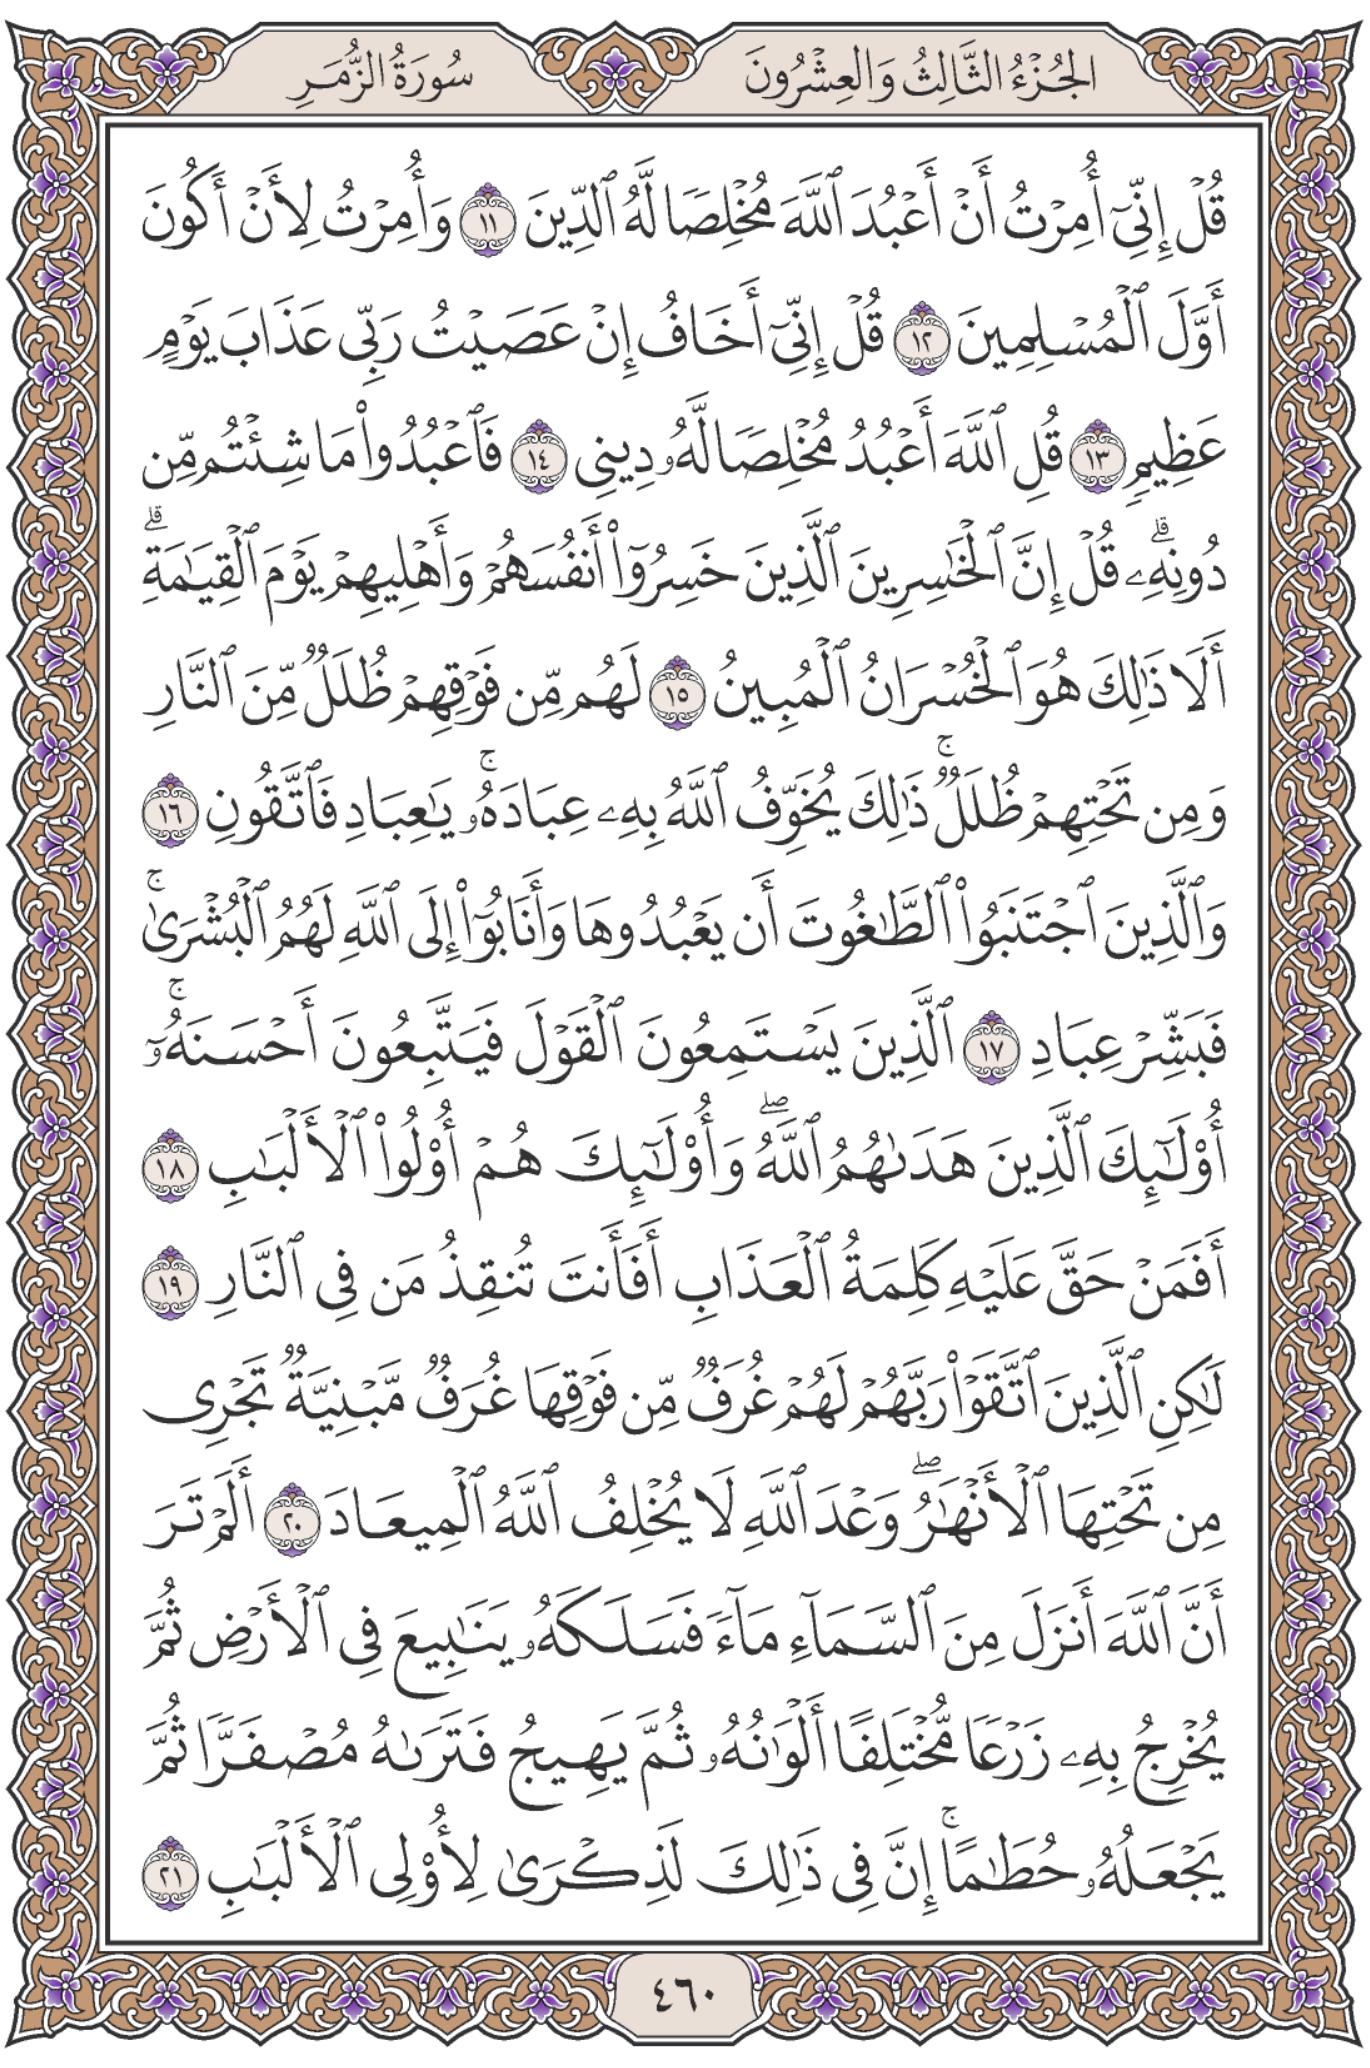 الجُزْءُ الثَّالِثُ وَالعِشْرُونَ
سُورَةُ الزُّمَرِ
قُلْ إِنِّىٓ أُمِرْتُ أَنْ أَعْبُدَ ٱللَّهَ مُخْلِصًا لَّهُ ٱلدِّينَ ١١ وَأُمِرْتُ لِأَنْ أَكُونَ
أَوَّلَ ٱلْمُسْلِمِينَ ١٢ قُلْ إِنِّىٓ أَخَافُ إِنْ عَصَيْتُ رَبِّى عَذَابَ يَوْمٍ
عَظِيمٍ ١٣ قُلِ ٱللَّهَ أَعْبُدُ مُخْلِصًا لَّهُۥ دِينِى ١٤ فَٱعْبُدُوا۟ مَا شِئْتُم مِّن
دُونِهِۦۗ قُلْ إِنَّ ٱلْخَٰسِرِينَ ٱلَّذِينَ خَسِرُوٓا۟ أَنفُسَهُمْ وَأَهْلِيهِمْ يَوْمَ ٱلْقِيَٰمَةِۗ
أَلَا ذَٰلِكَ هُوَ ٱلْخُسْرَانُ ٱلْمُبِينُ ١٥ لَهُم مِّن فَوْقِهِمْ ظُلَلٌ مِّنَ ٱلنَّارِ
وَمِن تَحْتِهِمْ ظُلَلٌۚ ذَٰلِكَ يُخَوِّفُ ٱللَّهُ بِهِۦ عِبَادَهُۥۚ يَٰعِبَادِ فَٱتَّقُونِ ١٦
وَٱلَّذِينَ ٱجْتَنَبُوا۟ ٱلطَّٰغُوتَ أَن يَعْبُدُوهَا وَأَنَابُوٓا۟ إِلَى ٱللَّهِ لَهُمُ ٱلْبُشْرَىٰۚ
فَبَشِّرْ عِبَادِ ١٧ ٱلَّذِينَ يَسْتَمِعُونَ ٱلْقَوْلَ فَيَتَّبِعُونَ أَحْسَنَهُۥٓۚ
أُو۟لَٰٓئِكَ ٱلَّذِينَ هَدَىٰهُمُ ٱللَّهُۖ وَأُو۟لَٰٓئِكَ هُمْ أُو۟لُوا۟ ٱلْأَلْبَٰبِ ١٨
أَفَمَنْ حَقَّ عَلَيْهِ كَلِمَةُ ٱلْعَذَابِ أَفَأَنتَ تُنقِذُ مَن فِى ٱلنَّارِ ١٩
لَٰكِنِ ٱلَّذِينَ ٱتَّقَوْا۟ رَبَّهُمْ لَهُمْ غُرَفٌ مِّن فَوْقِهَا غُرَفٌ مَّبْنِيَّةٌ تَجْرِى
مِن تَحْتِهَا ٱلْأَنْهَٰرُۖ وَعْدَ ٱللَّهِ لَا يُخْلِفُ ٱللَّهُ ٱلْمِيعَادَ ٢٠ أَلَمْ تَرَ
أَنَّ ٱللَّهَ أَنزَلَ مِنَ ٱلسَّمَآءِ مَآءً فَسَلَكَهُۥ يَنَٰبِيعَ فِى ٱلْأَرْضِ ثُمَّ
يُخْرِجُ بِهِۦ زَرْعًا مُّخْتَلِفًا أَلْوَٰنُهُۥ ثُمَّ يَهِيجُ فَتَرَىٰهُ مُصْفَرًّا ثُمَّ
يَجْعَلُهُۥ حُطَٰمًاۚ إِنَّ فِى ذَٰلِكَ لَذِكْرَىٰ لِأُو۟لِى ٱلْأَلْبَٰبِ ٢١
٤٦٠